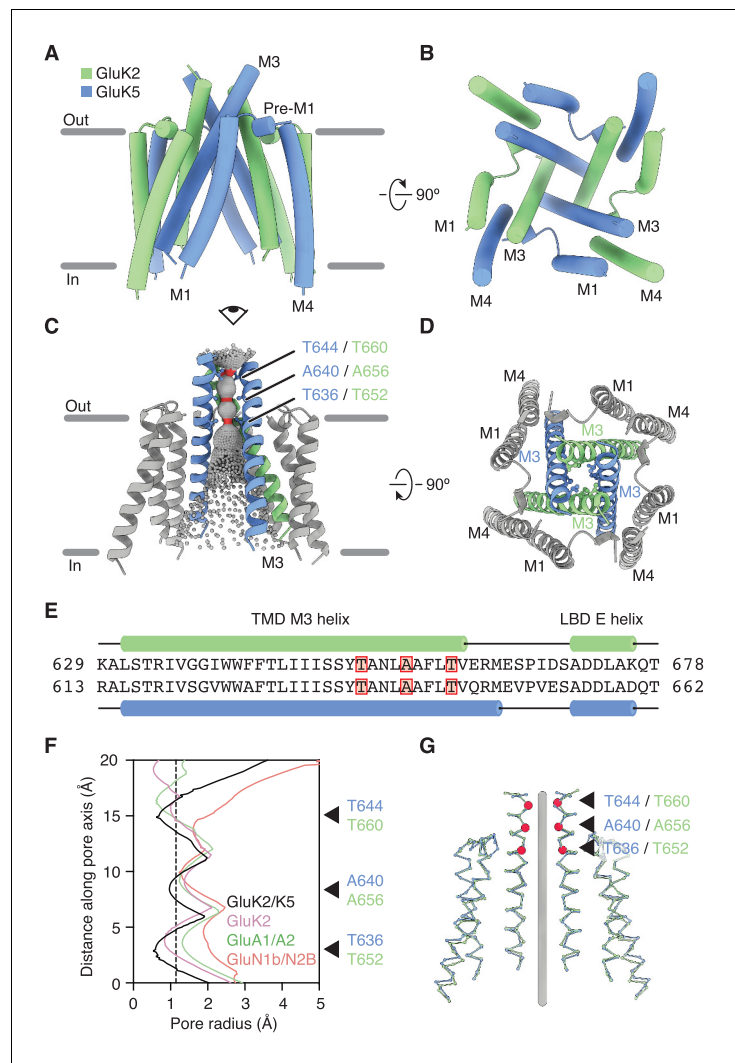 A
GluK2
GluK5
M3
Pre-M1
Out
In
M1
M4
90º
B
M1
M3
M3
M4
M1
M4
C
T644 / T660
A640 / A656
T636 / T652
Out
In
M3
90º
D
M4
M1
M4
M3
M1
M3
M3
M3
M1
M4
M1
M4
E
TMD M3 helix
LBD E helix
629 KALSTRIVGGIWWFFTLIIISSYTANLAAFLTVERMESPIDSADDLAKQT 678
613 RALSTRIVSGVWWAFTLIIISSYTANLAAFLTVQRMEVPVESADDLADQT 662
F
20
15
10
5
0
Distance along pore axis (Å)
0 1 2 3 4 5
Pore radius (Å)
GluK2/K5
GluK2
GluA1/A2
GluN1b/N2B
T644
T660
A640
A656
T636
T652
G
T644 / T660
A640 / A656
T636 / T652